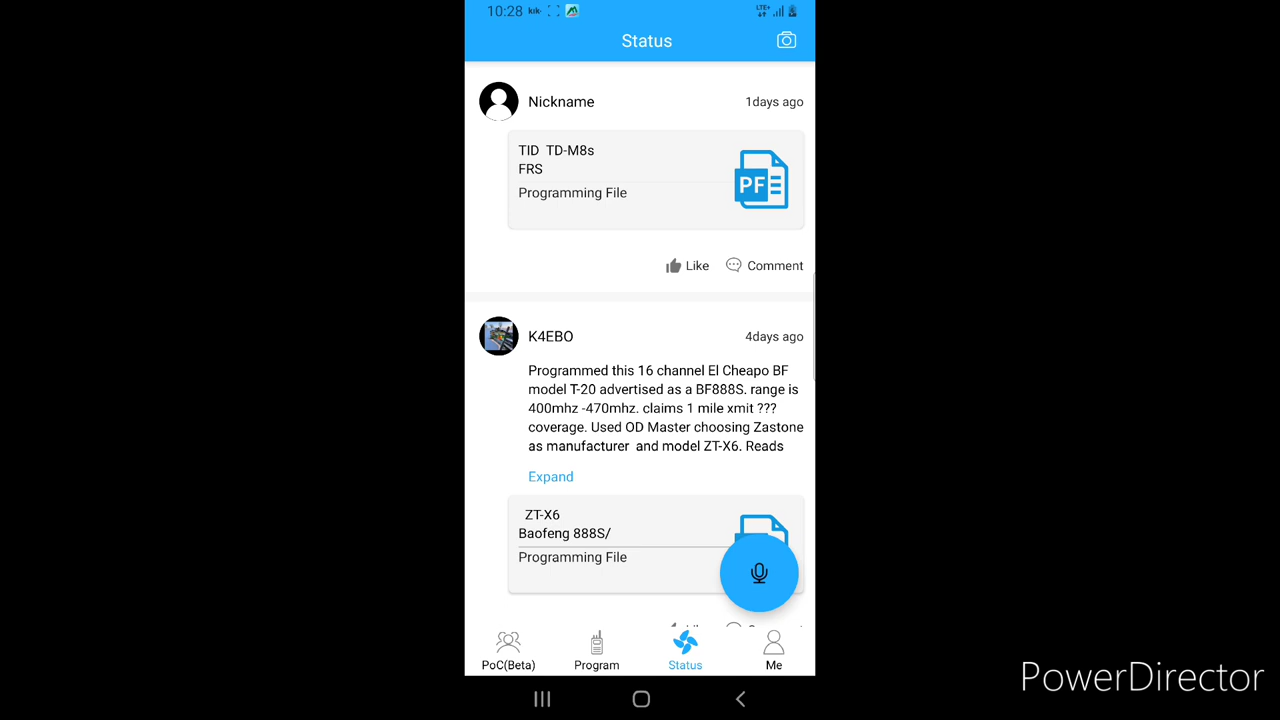 10:28 kik·
LTE+
Status
Nickname
1days ago
TID TD-M8s
FRS
Programming File
PF
Like
Comment
K4EBO
4days ago
Programmed this 16 channel El Cheapo BF
model T-20 advertised as a BF888S. range is
400mhz -470mhz. claims 1 mile xmit ???
coverage. Used OD Master choosing Zastone
as manufacturer and model ZT-X6. Reads
Expand
ZT-X6
Baofeng 888S/
Programming File
PoC(Beta)
Program
Status
Me
PowerDirector